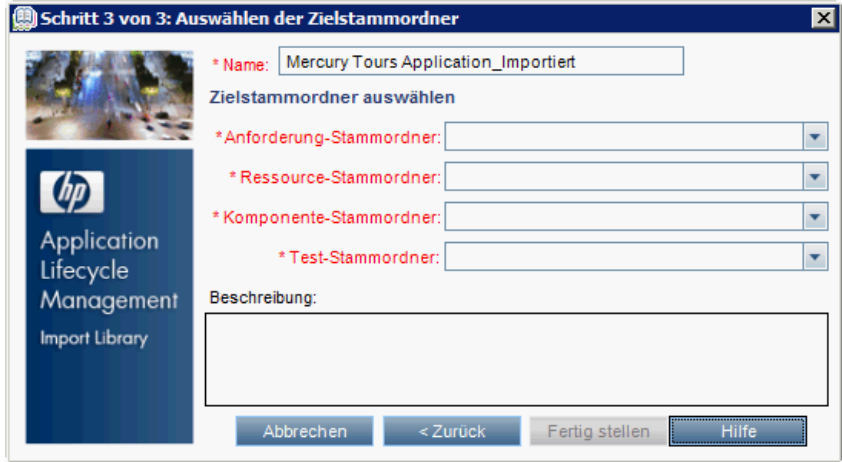 Schritt 3 von 3: Auswählen der Zielstammordner
* Name: Mercury Tours Application_Importiert
Zielstammordner auswählen
* Anforderung-Stammordner:
* Ressource-Stammordner:
* Komponente-Stammordner:
* Test-Stammordner:
hp
Application
Lifecycle
Management
Import Library
Beschreibung:
Abbrechen < Zurück Fertig stellen Hilfe